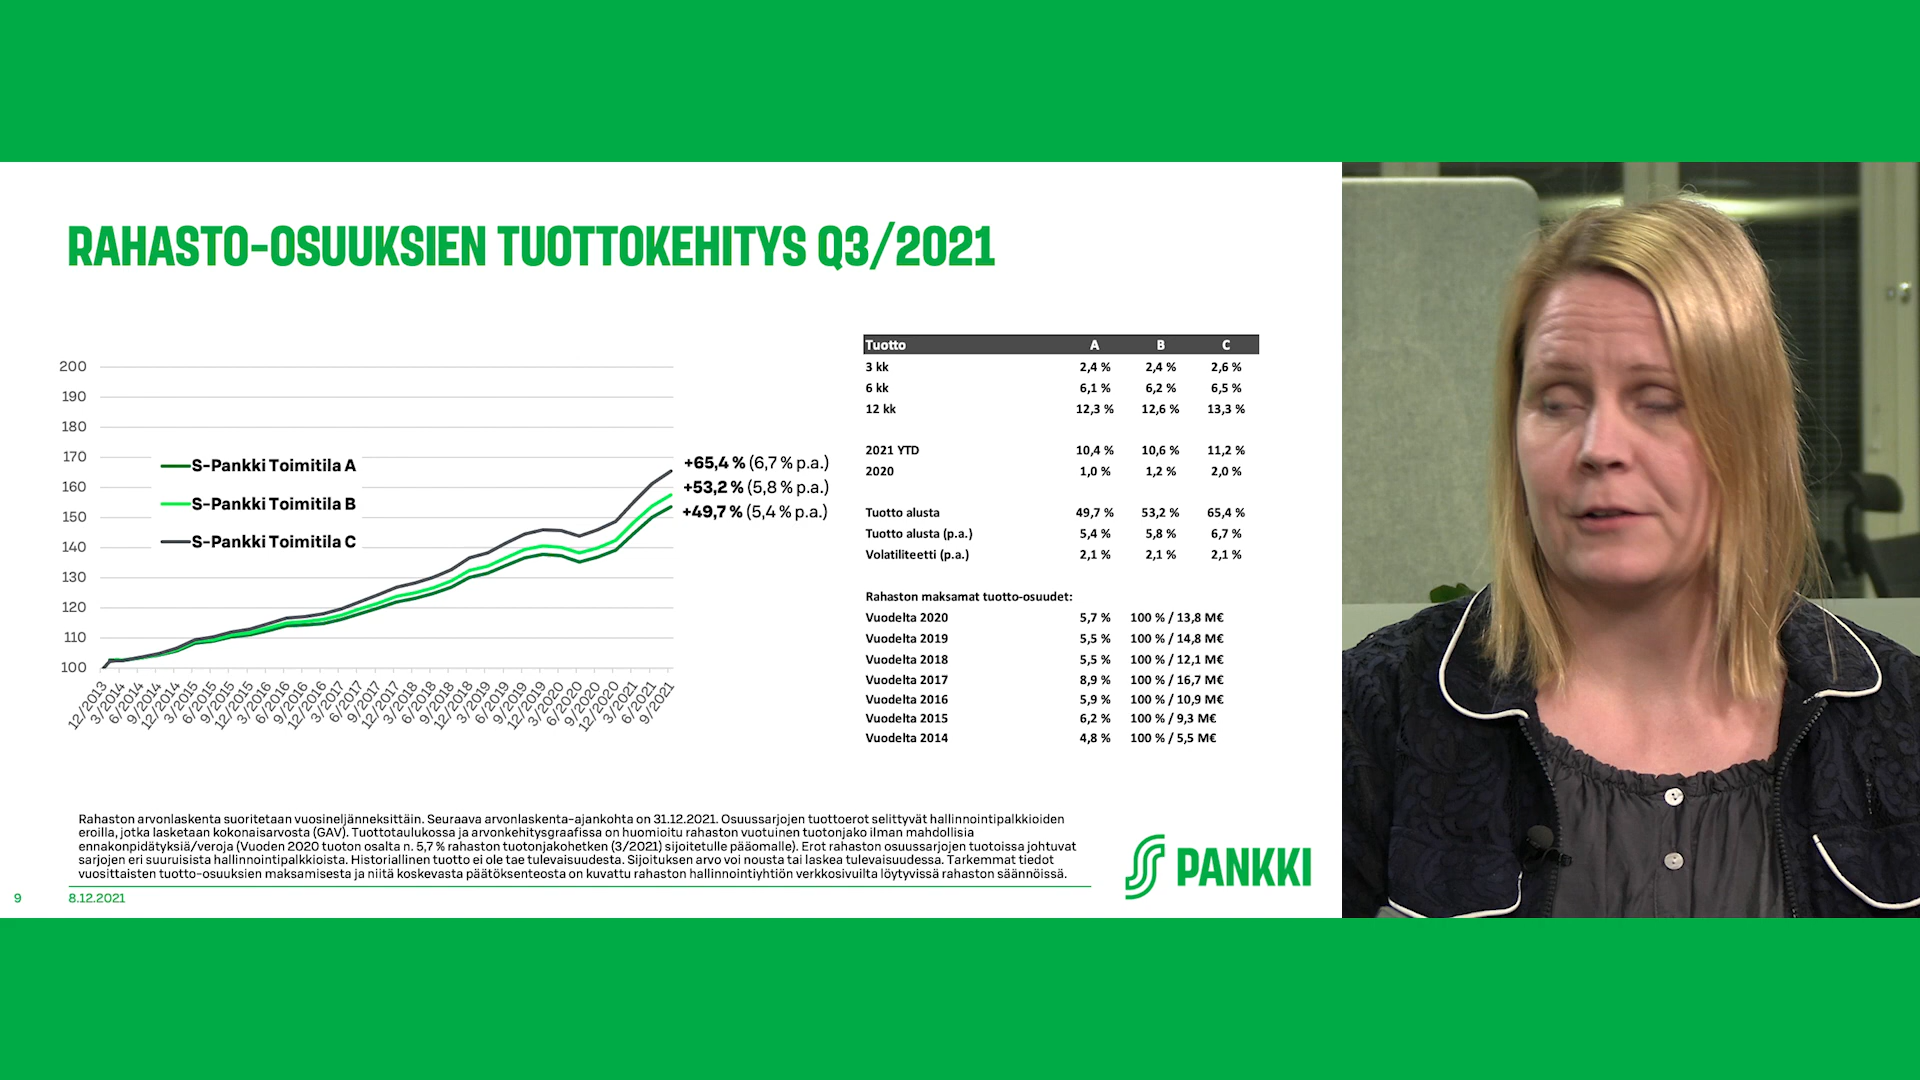 RAHASTO-OSUUKSIEN TUOTTOKEHITYS Q3/2021
200
190
180
170
160
150
140
130
120
110
100
S-Pankki Toimitila A
S-Pankki Toimitila B
S-Pankki Toimitila C
+65,4 % (6,7 % p.a.)
+53,2 % (5,8 % p.a.)
+49,7 % (5,4 % p.a.)
12/2013
3/2014
6/2014
9/2014
12/2014
3/2015
6/2015
9/2015
12/2015
3/2016
6/2016
9/2016
12/2016
3/2017
6/2017
9/2017
12/2017
3/2018
6/2018
9/2018
12/2018
3/2019
6/2019
9/2019
12/2019
3/2020
6/2020
9/2020
12/2020
3/2021
6/2021
9/2021
Tuotto A B C
3 kk 2,4 % 2,4 % 2,6 %
6 kk 6,1 % 6,2 % 6,5 %
12 kk 12,3 % 12,6 % 13,3 %
2021 YTD 10,4 % 10,6 % 11,2 %
2020 1,0 % 1,2 % 2,0 %
Tuotto alusta 49,7 % 53,2 % 65,4 %
Tuotto alusta (p.a.) 5,4 % 5,8 % 6,7 %
Volatiliteetti (p.a.) 2,1 % 2,1 % 2,1 %
Rahaston maksamat tuotto-osuudet:
Vuodelta 2020 5,7 % 100 % / 13,8 M€
Vuodelta 2019 5,5 % 100 % / 14,8 M€
Vuodelta 2018 5,5 % 100 % / 12,1 M€
Vuodelta 2017 8,9 % 100 % / 16,7 M€
Vuodelta 2016 5,9 % 100 % / 10,9 M€
Vuodelta 2015 6,2 % 100 % / 9,3 M€
Vuodelta 2014 4,8 % 100 % / 5,5 M€
Rahaston arvonlaskenta suoritetaan vuosineljänneksittäin. Seuraava arvonlaskenta-ajankohta on 31.12.2021. Osuussarjojen tuottoerot selittyvät hallinnointipalkkioiden
eroilla, jotka lasketaan kokonaisarvosta (GAV). Tuottotaulukossa ja arvonkehitysgraafissa on huomioitu rahaston vuotuinen tuotonjako ilman mahdollisia
ennakonpidätyksiä/veroja (Vuoden 2020 tuoton osalta n. 5,7 % rahaston tuotonjakohetken (3/2021) sijoitetulle pääomalle). Erot rahaston osuussarjojen tuotoissa johtuvat
sarjojen eri suuruisista hallinnointipalkkioista. Historiallinen tuotto ei ole tae tulevaisuudesta. Sijoituksen arvo voi nousta tai laskea tulevaisuudessa. Tarkemmat tiedot
vuosittaisten tuotto-osuuksien maksamisesta ja niitä koskevasta päätöksenteosta on kuvattu rahaston hallinnointiyhtiön verkkosivuilta löytyvissä rahaston säännöissä.
S PANKKI
9 8.12.2021